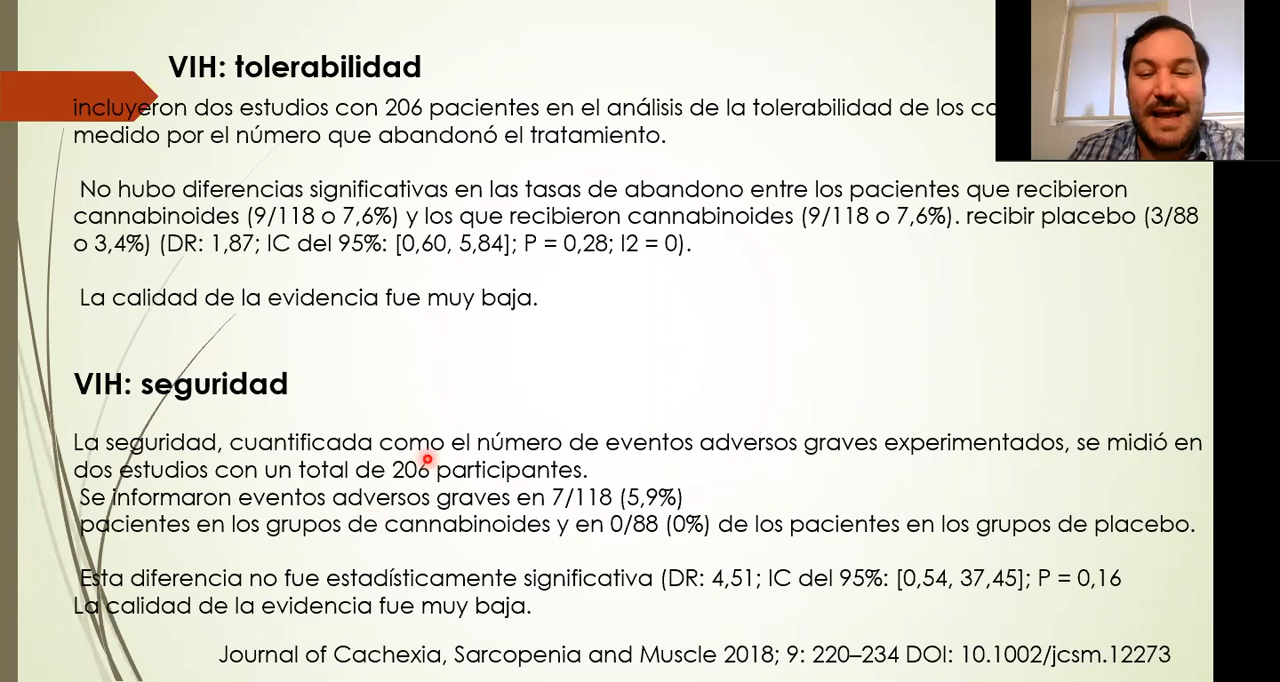 VIH: tolerabilidad
incluyeron dos estudios con 206 pacientes en el análisis de la tolerabilidad de los
medido por el número que abandonó el tratamiento.
No hubo diferencias significativas en las tasas de abandono entre los pacientes que recibieron
cannabinoides (9/118 o 7,6%) y los que recibieron cannabinoides (9/118 o 7,6%). recibir placebo (3/88
o 3,4%) (DR: 1,87; IC del 95%: [0,60, 5,84]; P = 0,28; I2 = 0).
La calidad de la evidencia fue muy baja.
VIH: seguridad
La seguridad, cuantificada como el número de eventos adversos graves experimentados, se midió en
dos estudios con un total de 206 participantes.
Se informaron eventos adversos graves en 7/118 (5,9%)
pacientes en los grupos de cannabinoides y en 0/88 (0%) de los pacientes en los grupos de placebo.
Esta diferencia no fue estadísticamente significativa (DR: 4,51; IC del 95%: [0,54, 37,45]; P = 0,16
La calidad de la evidencia fue muy baja.
Journal of Cachexia, Sarcopenia and Muscle 2018; 9: 220–234 DOI: 10.1002/jcsm.12273